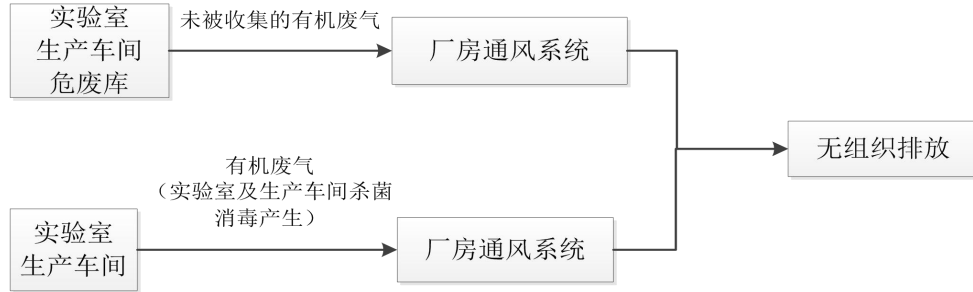 实验室
生产车间
危废库
未被收集的有机废气
厂房通风系统
无组织排放
有机废气
（实验室及生产车间杀菌
消毒产生）
实验室
生产车间
厂房通风系统